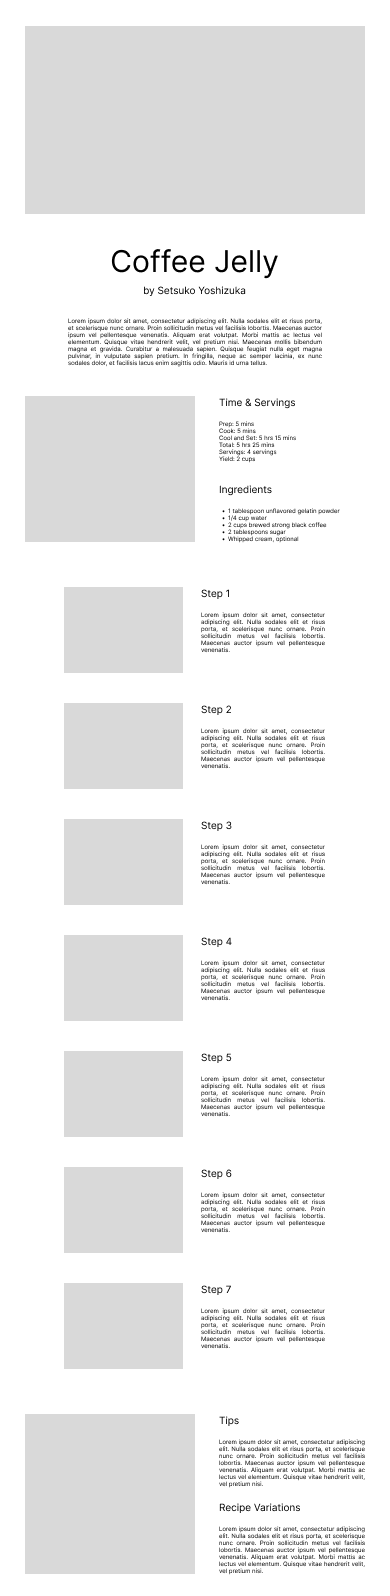 Coffee Jelly
by Setsuko Yoshizuka
Lorem ipsum dolor sit amet, consectetur adipiscing elit. Nulla sodales elit et risus porta,
et scelerisque nunc ornare. Proin sollicitudin metus vel facilisis lobortis. Maecenas auctor
ipsum vel pellentesque venenatis. Aliquam erat volutpat. Morbi mattis ac lectus vel
elementum. Quisque vitae hendrerit velit, vel pretium nisi. Maecenas mollis bibendum
magna et gravida. Curabitur a malesuada sapien. Quisque feugiat nulla eget magna
pulvinar, in vulputate sapien pretium. In fringilla, neque ac semper lacinia, ex nunc
sodales dolor, et facilisis lacus enim sagittis odio. Mauris id urna tellus.
Time & Servings
Prep: 5 mins
Cook: 5 mins
Cool and Set: 5 hrs 15 mins
Total: 5 hrs 25 mins
Servings: 4 servings
Yield: 2 cups
Ingredients
• 1 tablespoon unflavored gelatin powder
• 1/4 cup water
• 2 cups brewed strong black coffee
• 2 tablespoons sugar
• Whipped cream, optional
Step 1
Lorem ipsum dolor sit amet, consectetur
adipiscing elit. Nulla sodales elit et risus
porta, et scelerisque nunc ornare. Proin
sollicitudin metus vel facilisis lobortis.
Maecenas auctor ipsum vel pellentesque
venenatis.
Step 2
Lorem ipsum dolor sit amet, consectetur
adipiscing elit. Nulla sodales elit et risus
porta, et scelerisque nunc ornare. Proin
sollicitudin metus vel facilisis lobortis.
Maecenas auctor ipsum vel pellentesque
venenatis.
Step 3
Lorem ipsum dolor sit amet, consectetur
adipiscing elit. Nulla sodales elit et risus
porta, et scelerisque nunc ornare. Proin
sollicitudin metus vel facilisis lobortis.
Maecenas auctor ipsum vel pellentesque
venenatis.
Step 4
Lorem ipsum dolor sit amet, consectetur
adipiscing elit. Nulla sodales elit et risus
porta, et scelerisque nunc ornare. Proin
sollicitudin metus vel facilisis lobortis.
Maecenas auctor ipsum vel pellentesque
venenatis.
Step 5
Lorem ipsum dolor sit amet, consectetur
adipiscing elit. Nulla sodales elit et risus
porta, et scelerisque nunc ornare. Proin
sollicitudin metus vel facilisis lobortis.
Maecenas auctor ipsum vel pellentesque
venenatis.
Step 6
Lorem ipsum dolor sit amet, consectetur
adipiscing elit. Nulla sodales elit et risus
porta, et scelerisque nunc ornare. Proin
sollicitudin metus vel facilisis lobortis.
Maecenas auctor ipsum vel pellentesque
venenatis.
Step 7
Lorem ipsum dolor sit amet, consectetur
adipiscing elit. Nulla sodales elit et risus
porta, et scelerisque nunc ornare. Proin
sollicitudin metus vel facilisis lobortis.
Maecenas auctor ipsum vel pellentesque
venenatis.
Tips
Lorem ipsum dolor sit amet, consectetur adipiscing
elit. Nulla sodales elit et risus porta, et scelerisque
nunc ornare. Proin sollicitudin metus vel facilisis
lobortis. Maecenas auctor ipsum vel pellentesque
venenatis. Aliquam erat volutpat. Morbi mattis ac
lectus vel elementum. Quisque vitae hendrerit velit,
vel pretium nisi.
Recipe Variations
Lorem ipsum dolor sit amet, consectetur adipiscing
elit. Nulla sodales elit et risus porta, et scelerisque
nunc ornare. Proin sollicitudin metus vel facilisis
lobortis. Maecenas auctor ipsum vel pellentesque
venenatis. Aliquam erat volutpat. Morbi mattis ac
lectus vel elementum. Quisque vitae hendrerit velit,
vel pretium nisi.